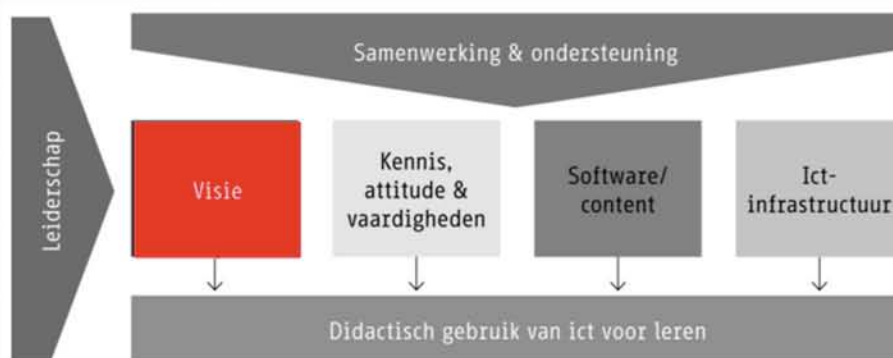 Samenwerking & ondersteuning
Leiderschap
Visie
Kennis,
attitude &
vaardigheden
Software/
content
Ict-
infrastructuur
Didactisch gebruik van ict voor leren